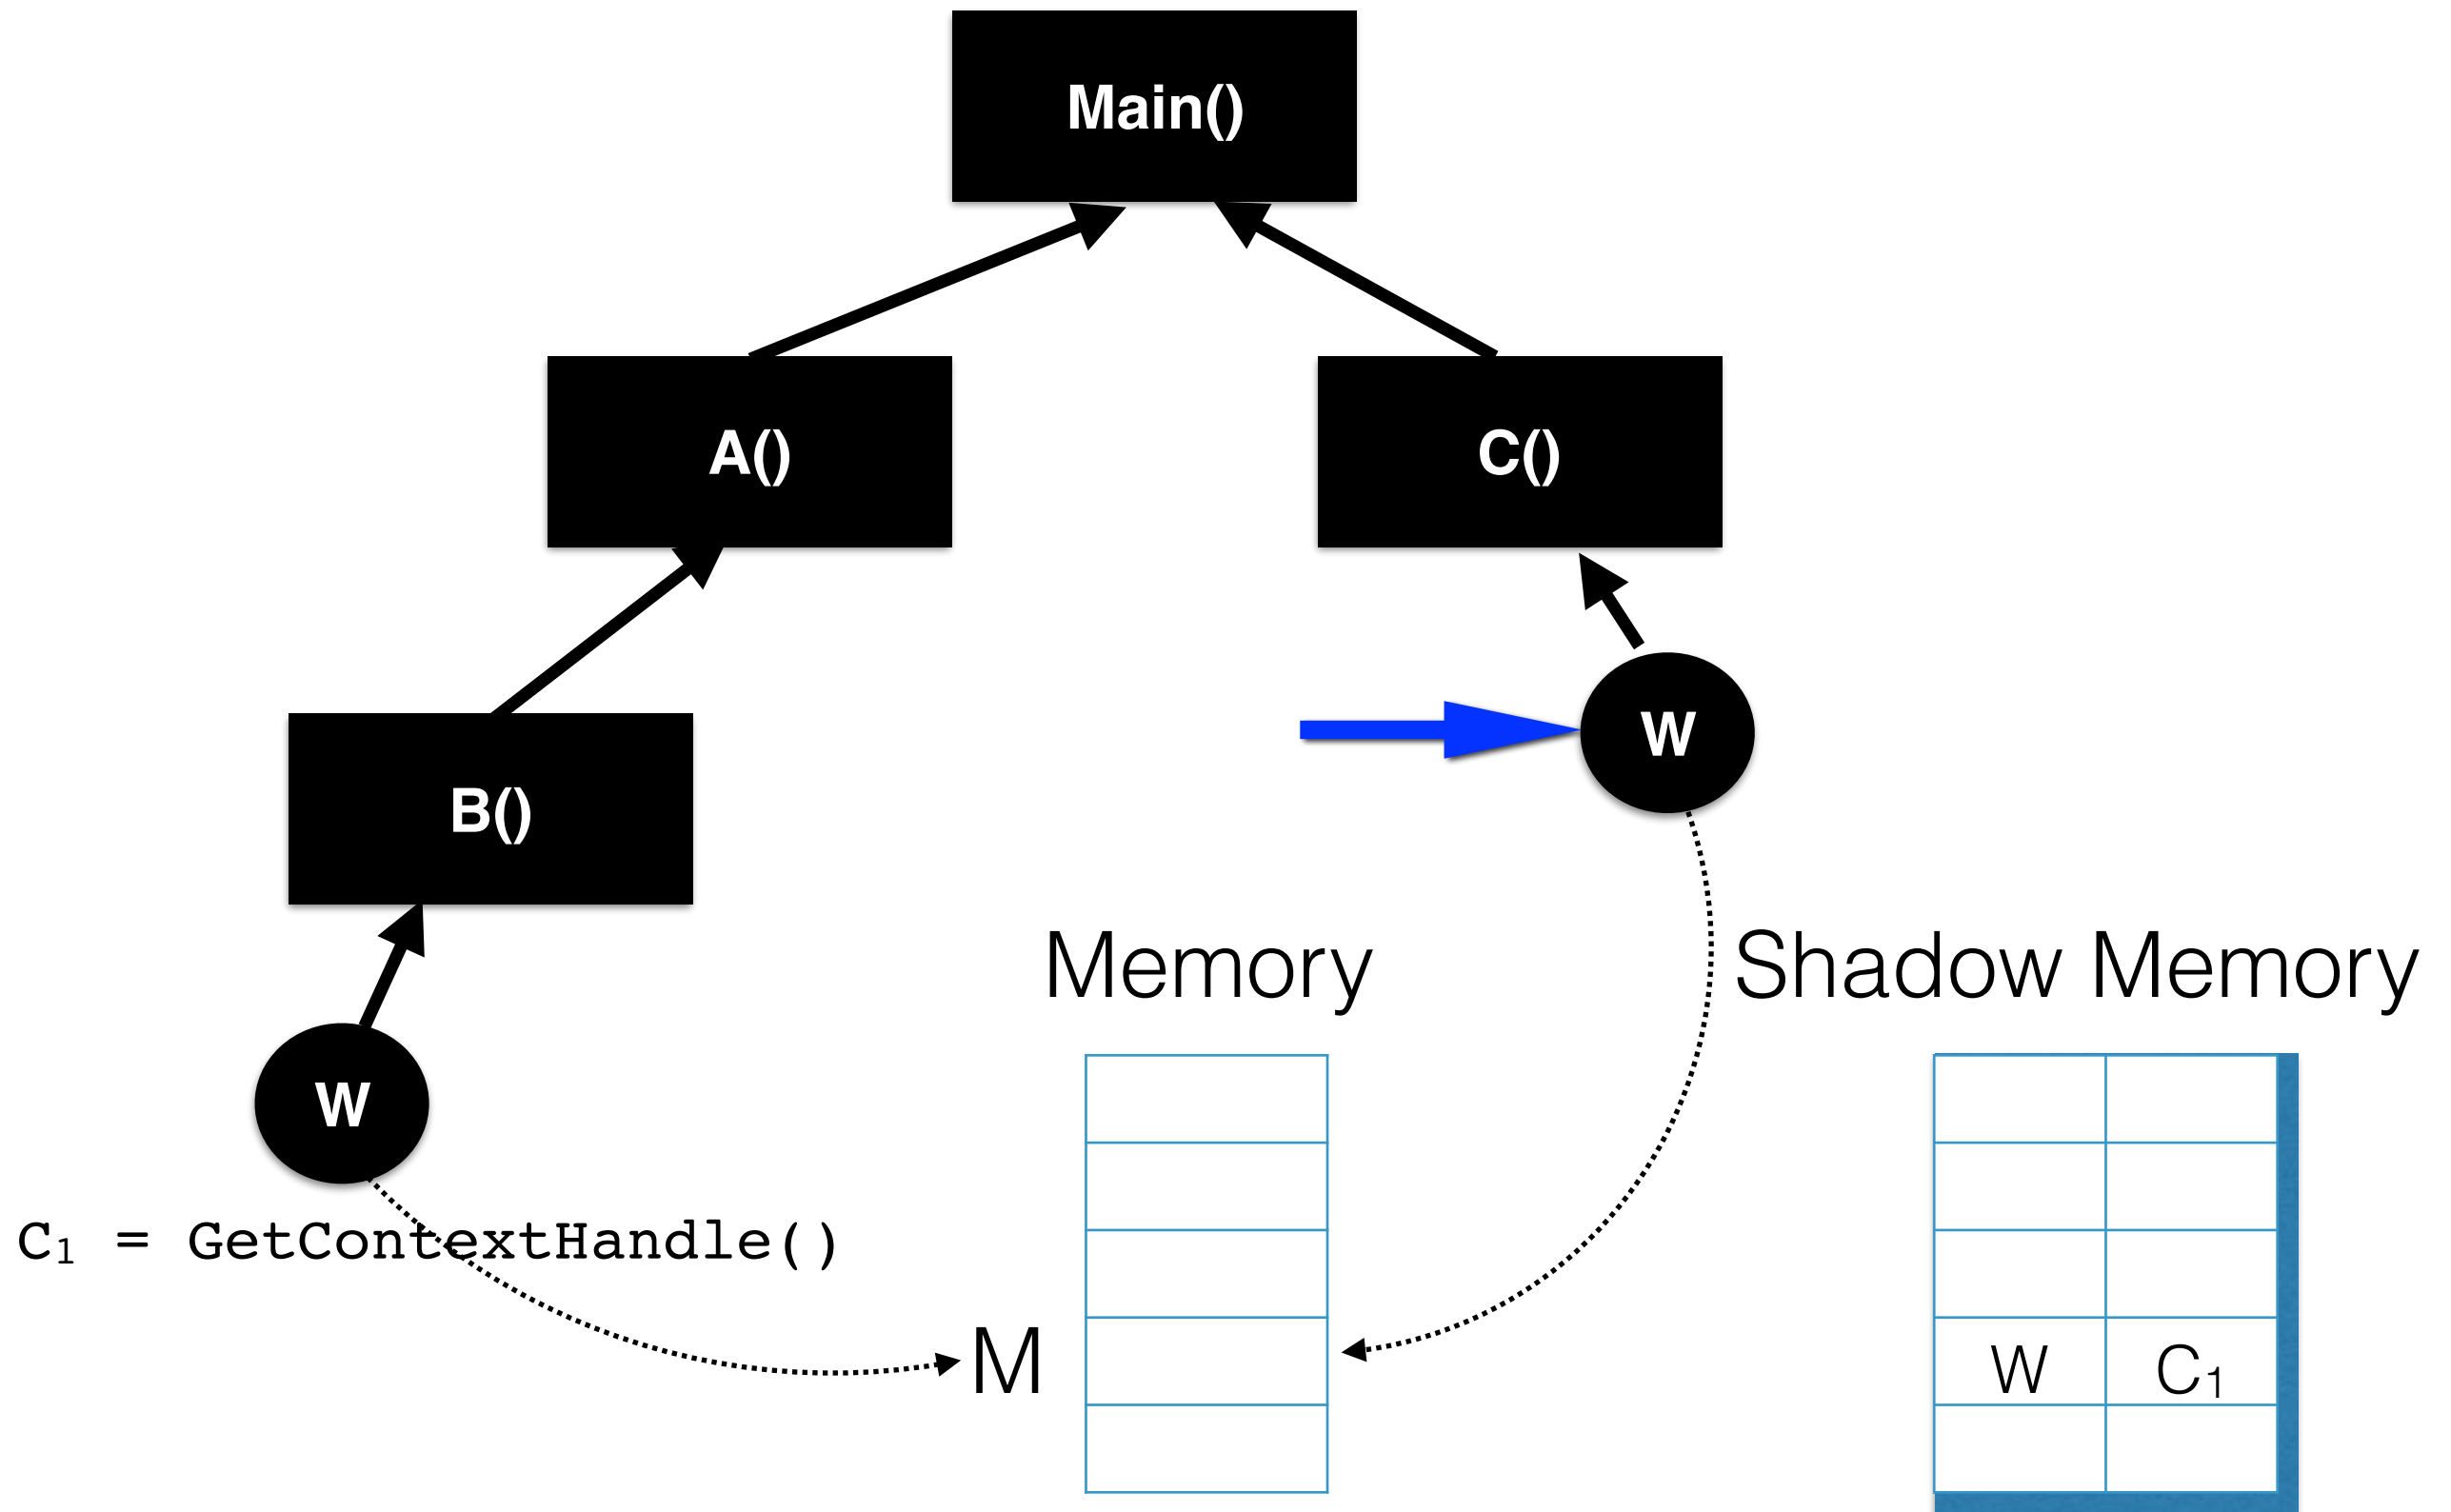 Main()
A()
C()
B()
W
Memory
Shadow Memory
W
C₁ = GetContextHandle()
M
W C₁